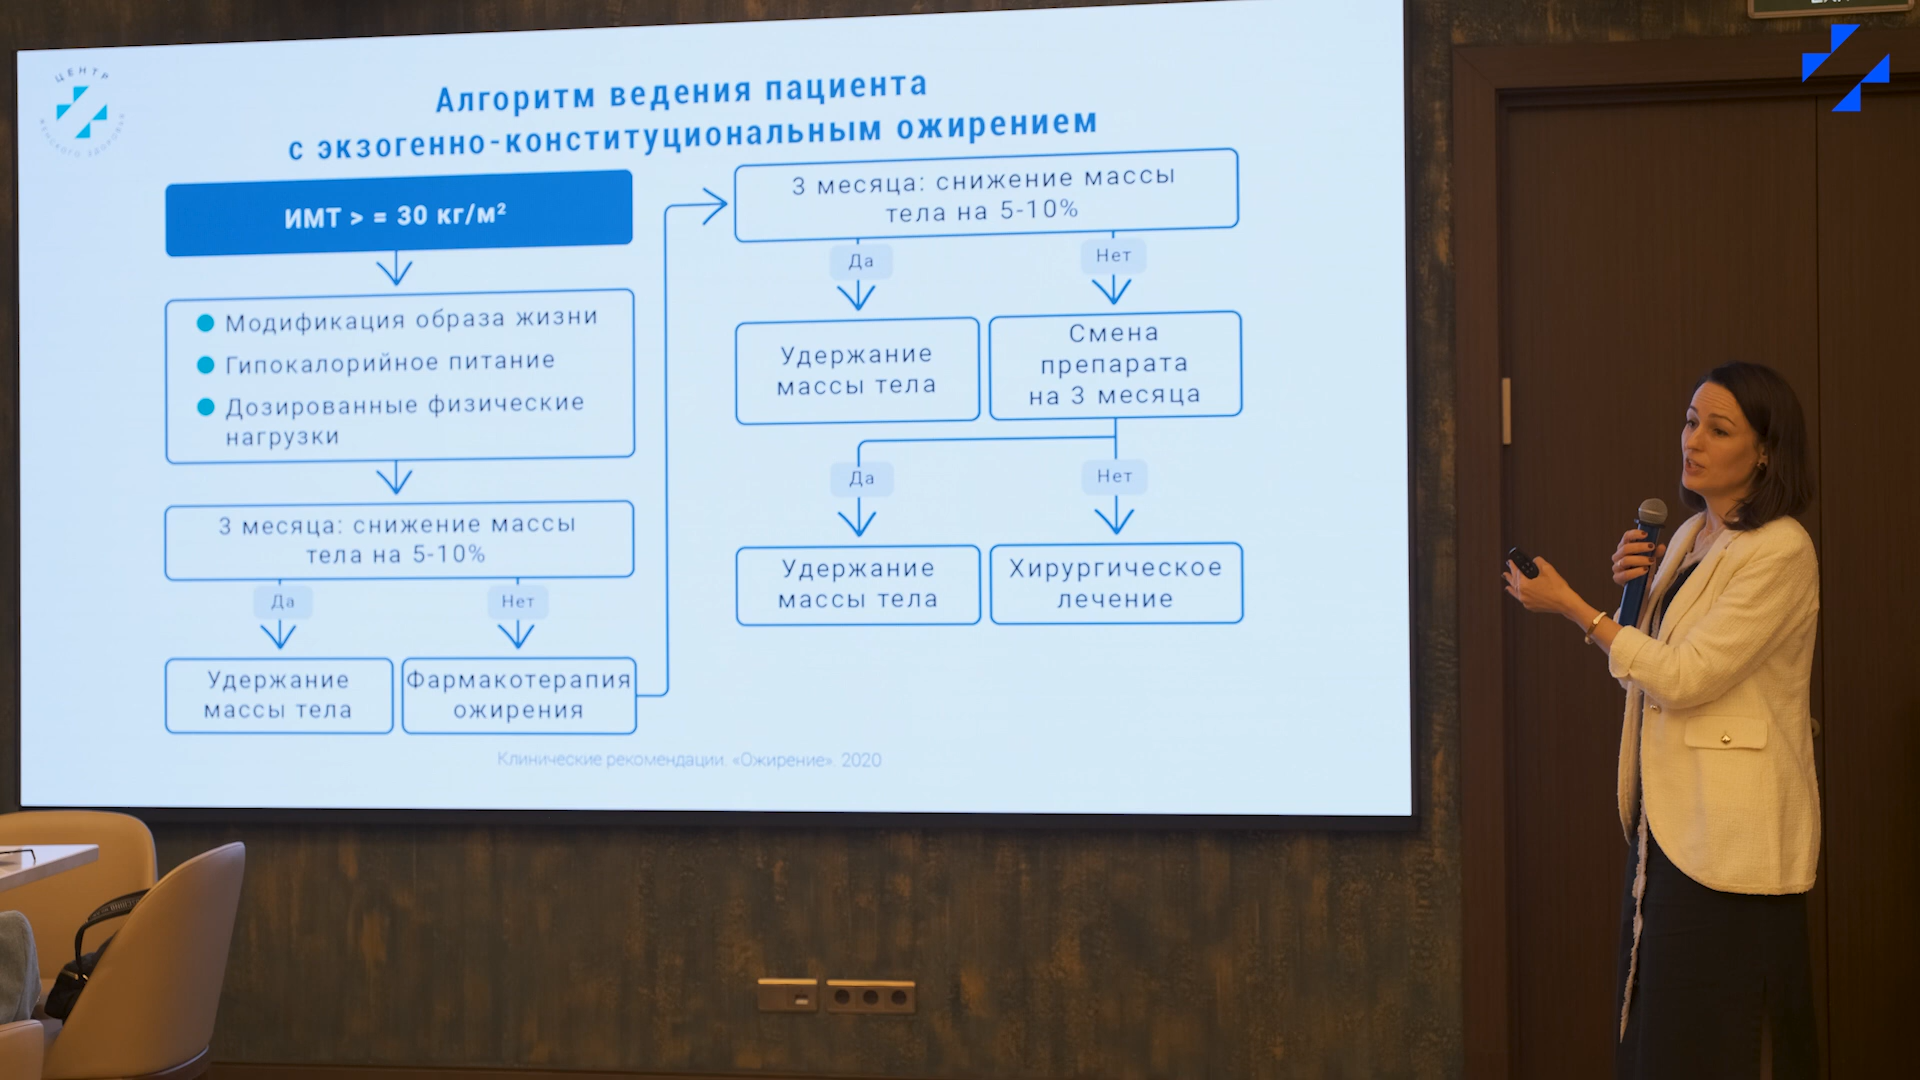 ЦЕНТР
ЖЕНСКОГО ЗДОРОВЬЯ
Алгоритм ведения пациента
с экзогенно-конституциональным ожирением
ИМТ > = 30 кг/м²
Модификация образа жизни
Гипокалорийное питание
Дозированные физические
нагрузки
3 месяца: снижение массы
тела на 5-10%
Да
Нет
Удержание
массы тела
Фармакотерапия
ожирения
3 месяца: снижение массы
тела на 5-10%
Да
Нет
Удержание
массы тела
Смена
препарата
на 3 месяца
Да
Нет
Удержание
массы тела
Хирургическое
лечение
Клинические рекомендации. «Ожирение». 2020